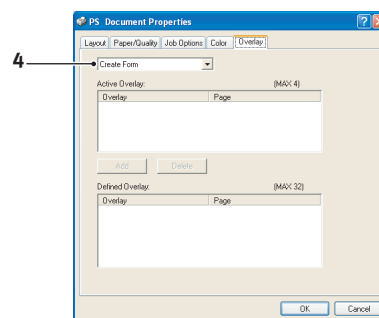 PS Document Properties
Layout Paper/Quality Job Options Color Overlay
4
Create Form
Active Overlay: (MAX 4)
Overlay Page
Add Delete
Defined Overlay: (MAX 32)
Overlay Page
OK Cancel